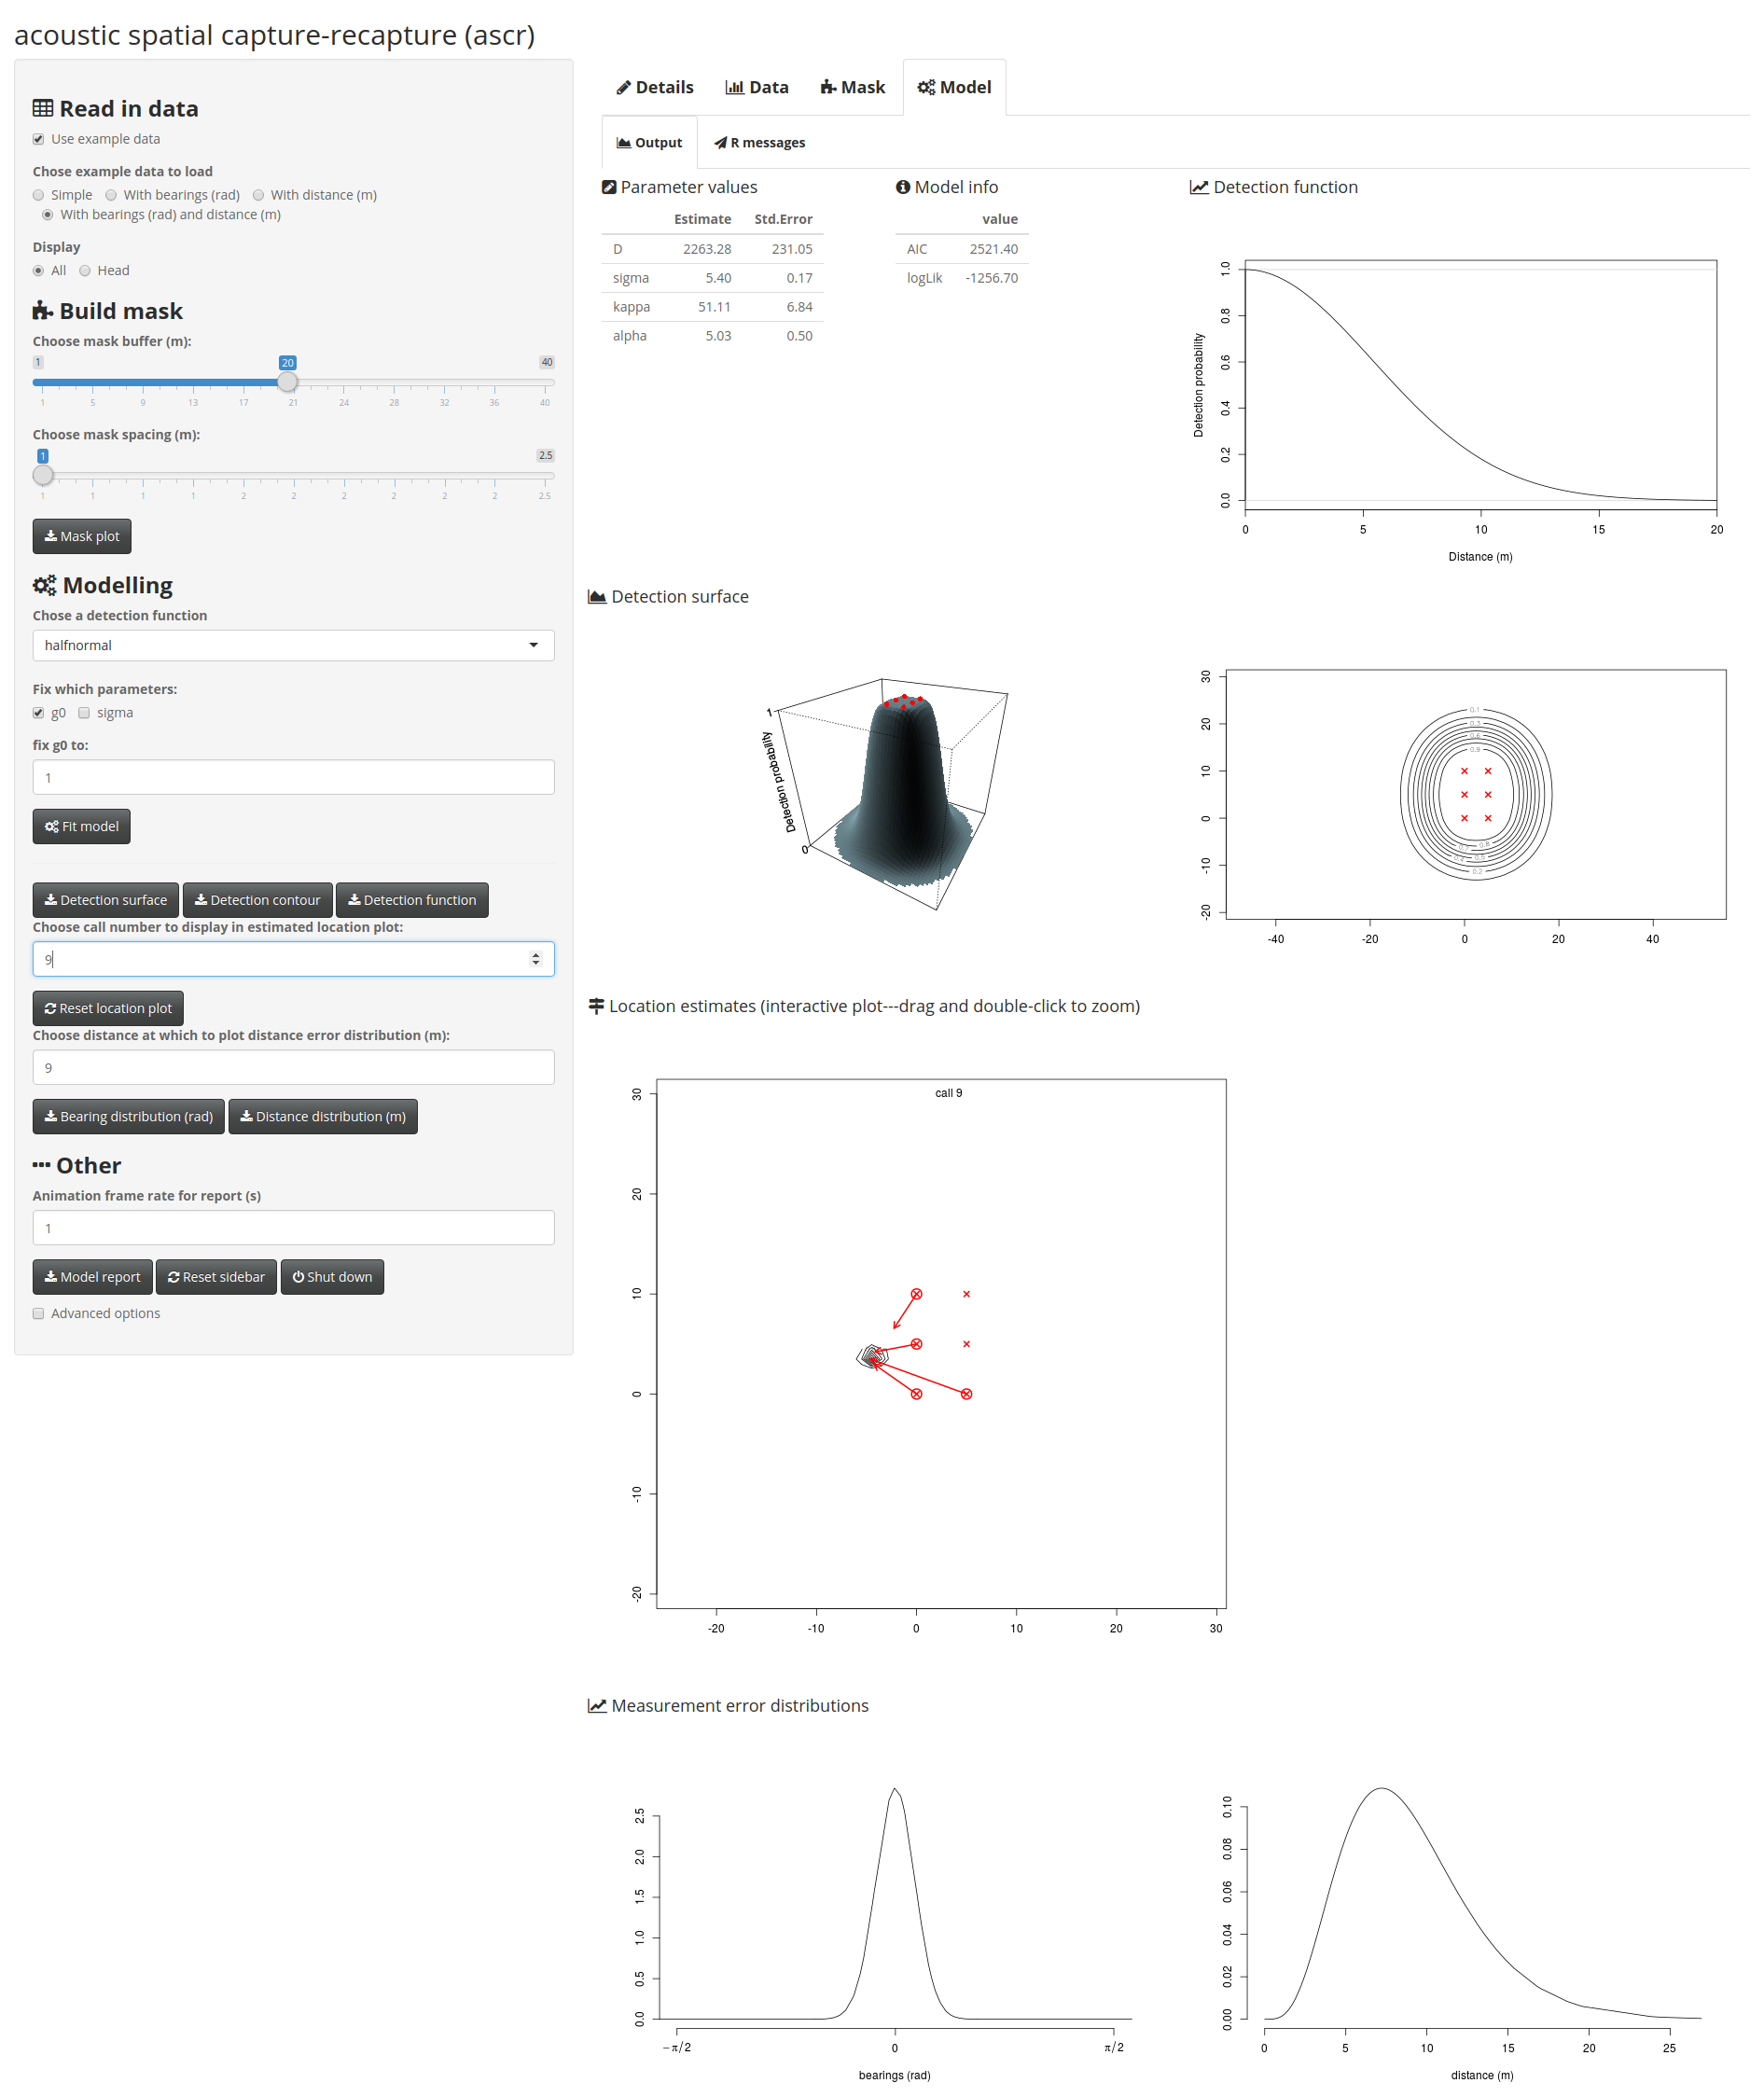 acoustic spatial capture-recapture (ascr)
Read in data
Use example data
Chose example data to load
Simple With bearings (rad) With distance (m)
With bearings (rad) and distance (m)
Display
All Head
Build mask
Choose mask buffer (m):
1 20 40
1 5 9 13 17 21 24 28 32 36 40
Choose mask spacing (m):
1 2.5
1 1 1 1 2 2 2 2 2 2 2.5
Mask plot
Modelling
Chose a detection function
halfnormal
Fix which parameters:
g0 sigma
fix g0 to:
1
Fit model
Detection surface Detection contour Detection function
Choose call number to display in estimated location plot:
9
Reset location plot
Choose distance at which to plot distance error distribution (m):
9
Bearing distribution (rad) Distance distribution (m)
Other
Animation frame rate for report (s)
1
Model report Reset sidebar Shut down
Advanced options
Details Data Mask Model
Output R messages
Parameter values
Estimate Std.Error
D 2263.28 231.05
sigma 5.40 0.17
kappa 51.11 6.84
alpha 5.03 0.50
Model info
value
AIC 2521.40
logLik -1256.70
Detection function
Detection probability
1.0
0.8
0.6
0.4
0.2
0.0
0 5 10 15 20
Distance (m)
Detection surface
1
Detection probability
0
30
20
10
0
-10
-20
0.1
0.3
0.6
0.9
0.8
0.5
0.2
-40 -20 0 20 40
Location estimates (interactive plot---drag and double-click to zoom)
call 9
30
20
10
0
-10
-20
-20 -10 0 10 20 30
Measurement error distributions
2.5
2.0
1.5
1.0
0.5
0.0
−π/2 0 π/2
bearings (rad)
0.10
0.08
0.06
0.04
0.02
0.00
0 5 10 15 20 25
distance (m)